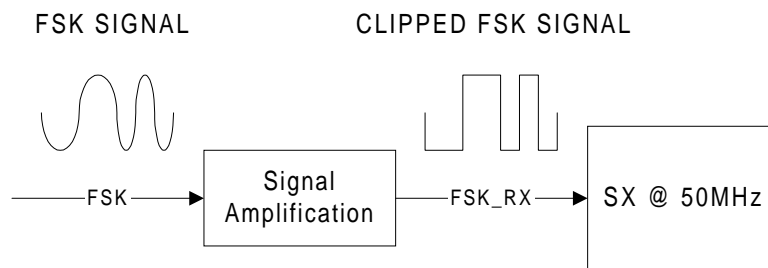 FSK SIGNAL
CLIPPED FSK SIGNAL
FSK
Signal
Amplification
FSK_RX
SX @ 50MHz